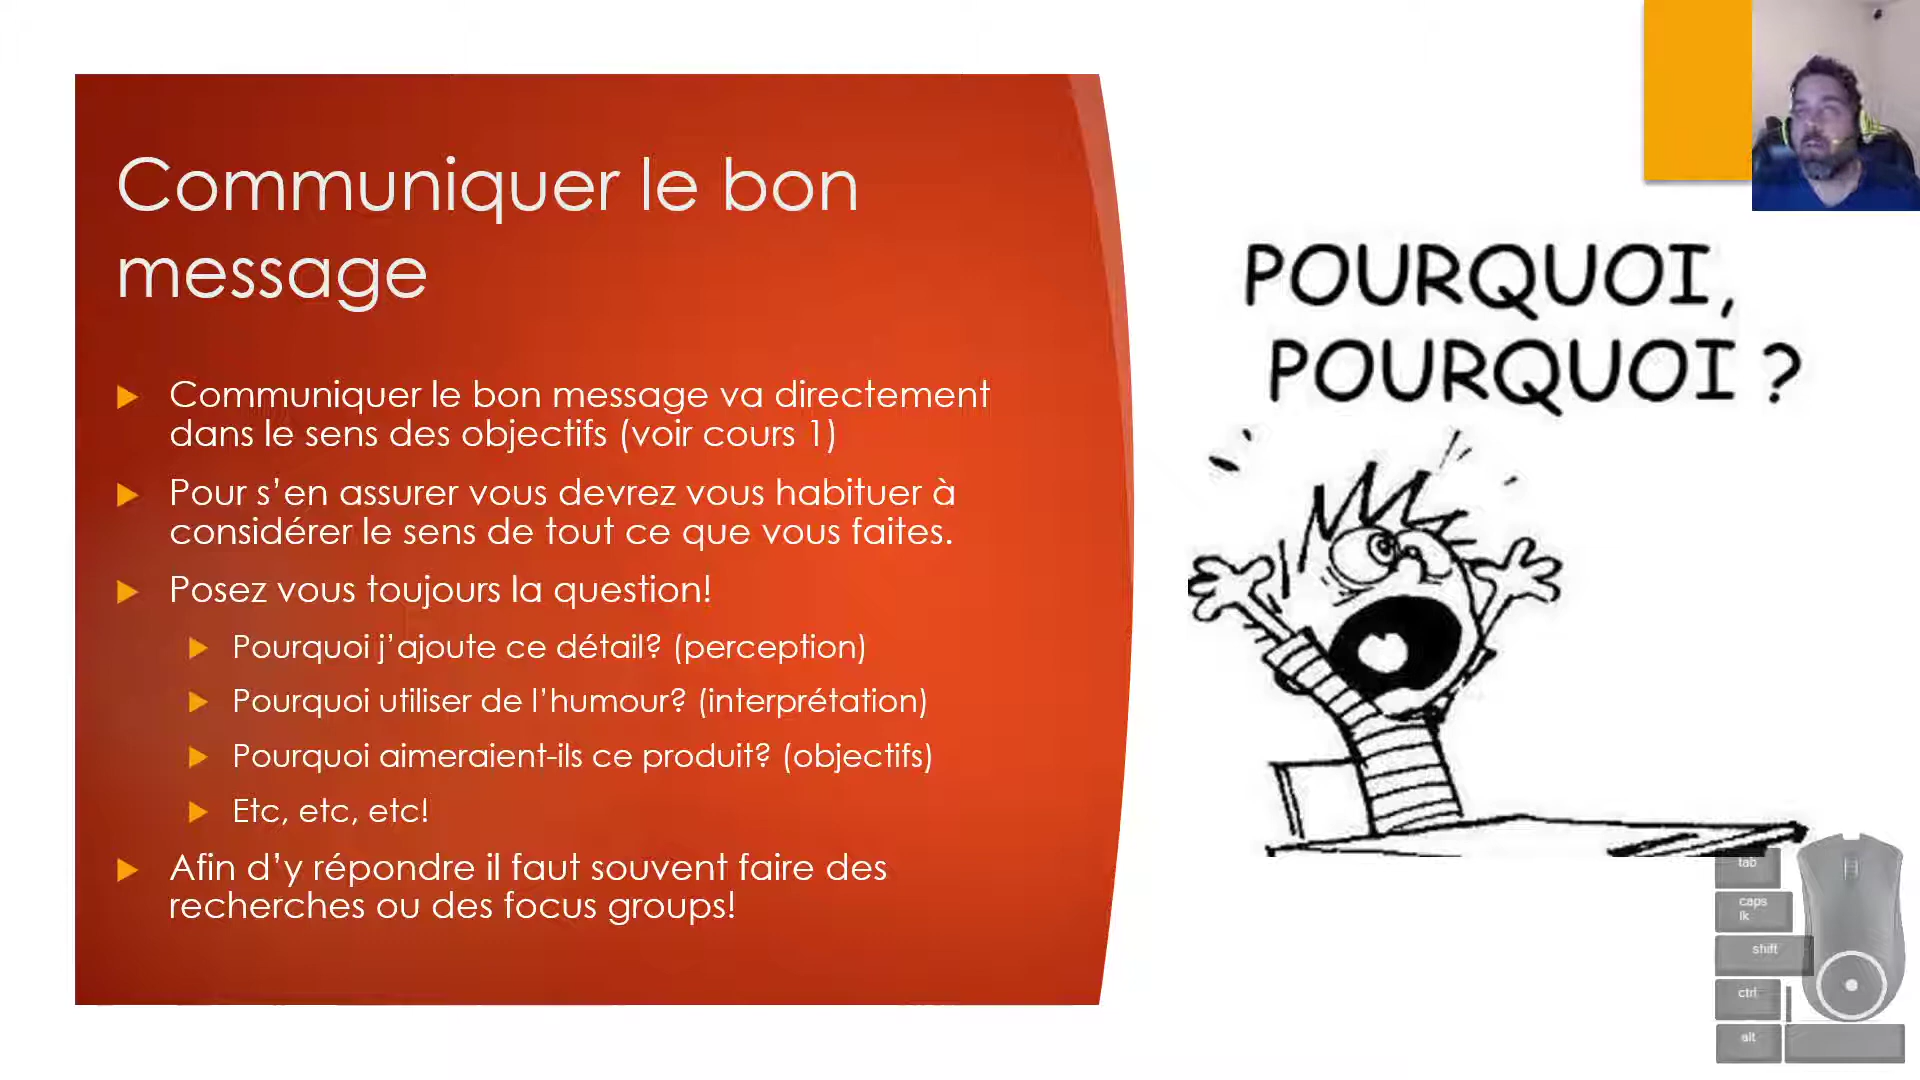 Communiquer le bon
message
Communiquer le bon message va directement
dans le sens des objectifs (voir cours 1)
Pour s’en assurer vous devrez vous habituer à
considérer le sens de tout ce que vous faites.
Posez vous toujours la question!
Pourquoi j’ajoute ce détail? (perception)
Pourquoi utiliser de l’humour? (interprétation)
Pourquoi aimeraient-ils ce produit? (objectifs)
Etc, etc, etc!
Afin d’y répondre il faut souvent faire des
recherches ou des focus groups!
POURQUOI,
POURQUOI ?
tab
caps
lk
shift
ctrl
alt